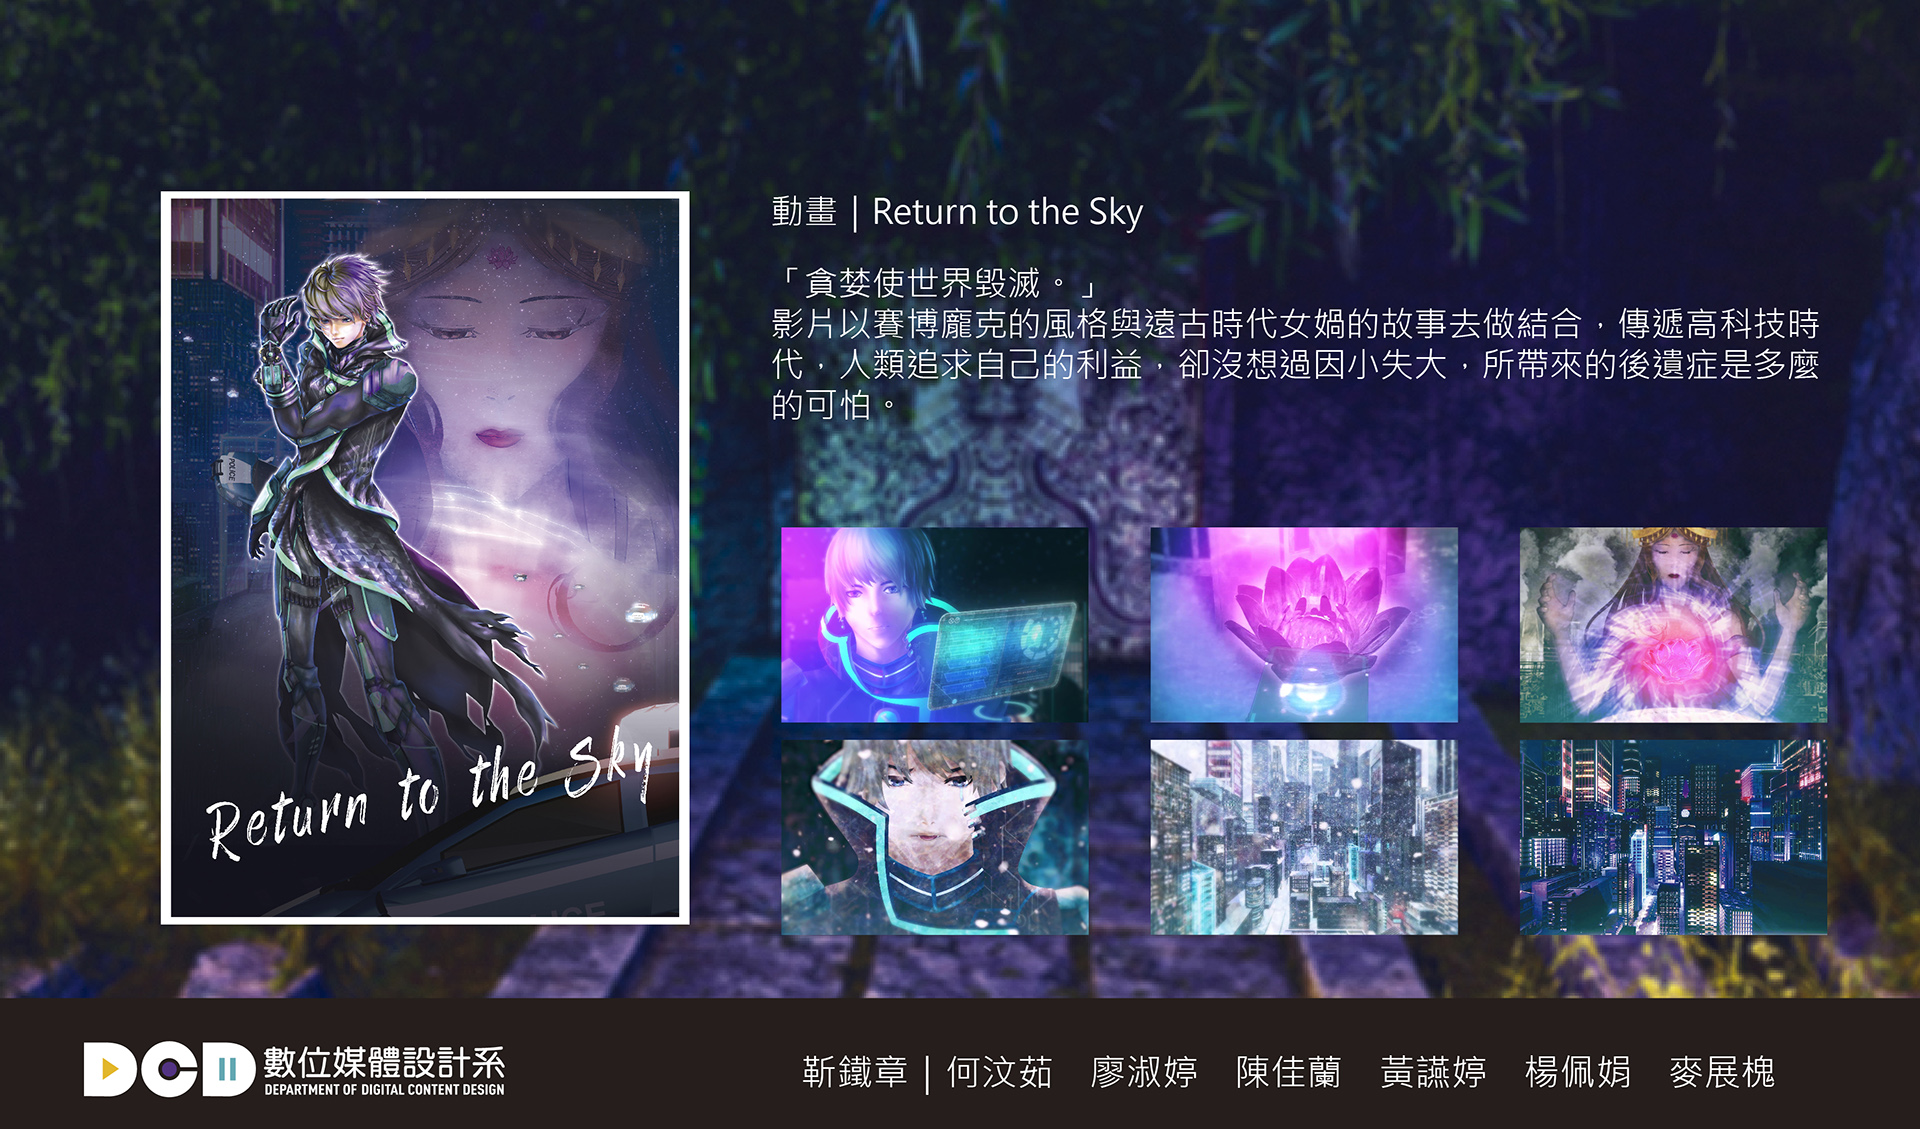 動畫 | Return to the Sky
「貪婪使世界毀滅。」
影片以賽博龐克的風格與遠古時代女媧的故事去做結合，傳遞高科技時
代，人類追求自己的利益，卻沒想過因小失大，所帶來的後遺症是多麼
的可怕。
POLICE
Return to the Sky
DCD 數位媒體設計系
DEPARTMENT OF DIGITAL CONTENT DESIGN
靳鐵章 | 何汶茹 廖淑婷 陳佳蘭 黃讌婷 楊佩娟 麥展槐